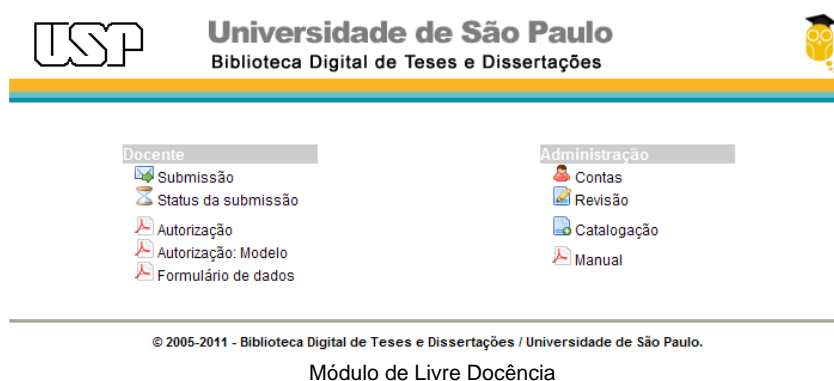 USP
Universidade de São Paulo
Biblioteca Digital de Teses e Dissertações
Docente
Submissão
Status da submissão
Autorização
Autorização: Modelo
Formulário de dados
Administração
Contas
Revisão
Catalogação
Manual
© 2005-2011 - Biblioteca Digital de Teses e Dissertações / Universidade de São Paulo.
Módulo de Livre Docência